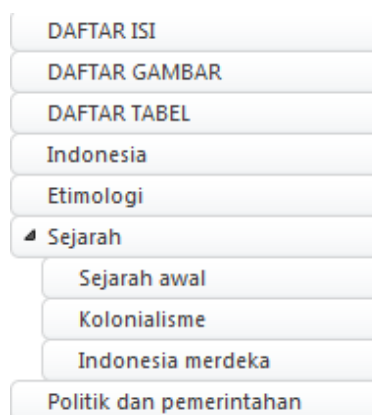 DAFTAR ISI
DAFTAR GAMBAR
DAFTAR TABEL
Indonesia
Etimologi
Sejarah
Sejarah awal
Kolonialisme
Indonesia merdeka
Politik dan pemerintahan